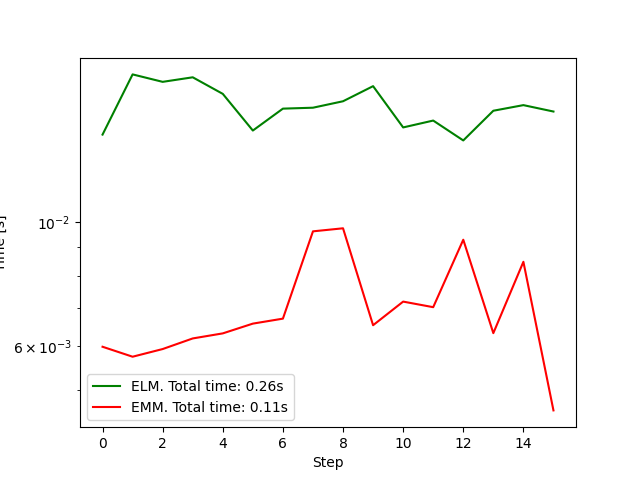 10⁻²
6 × 10⁻³
[s]
0 2 4 6 8 10 12 14
Step
ELM. Total time: 0.26s
EMM. Total time: 0.11s